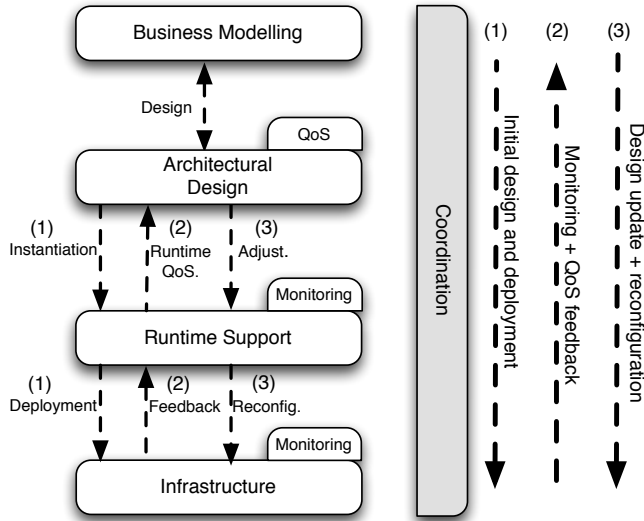 Business Modelling
Design
QoS
Architectural
Design
(1)
Instantiation
(2)
Runtime
QoS.
(3)
Adjust.
Monitoring
Runtime Support
(1)
Deployment
(2)
Feedback
(3)
Reconfig.
Monitoring
Infrastructure
Coordination
(1)
Initial design and deployment
(2)
Monitoring + QoS feedback
(3)
Design update + reconfiguration